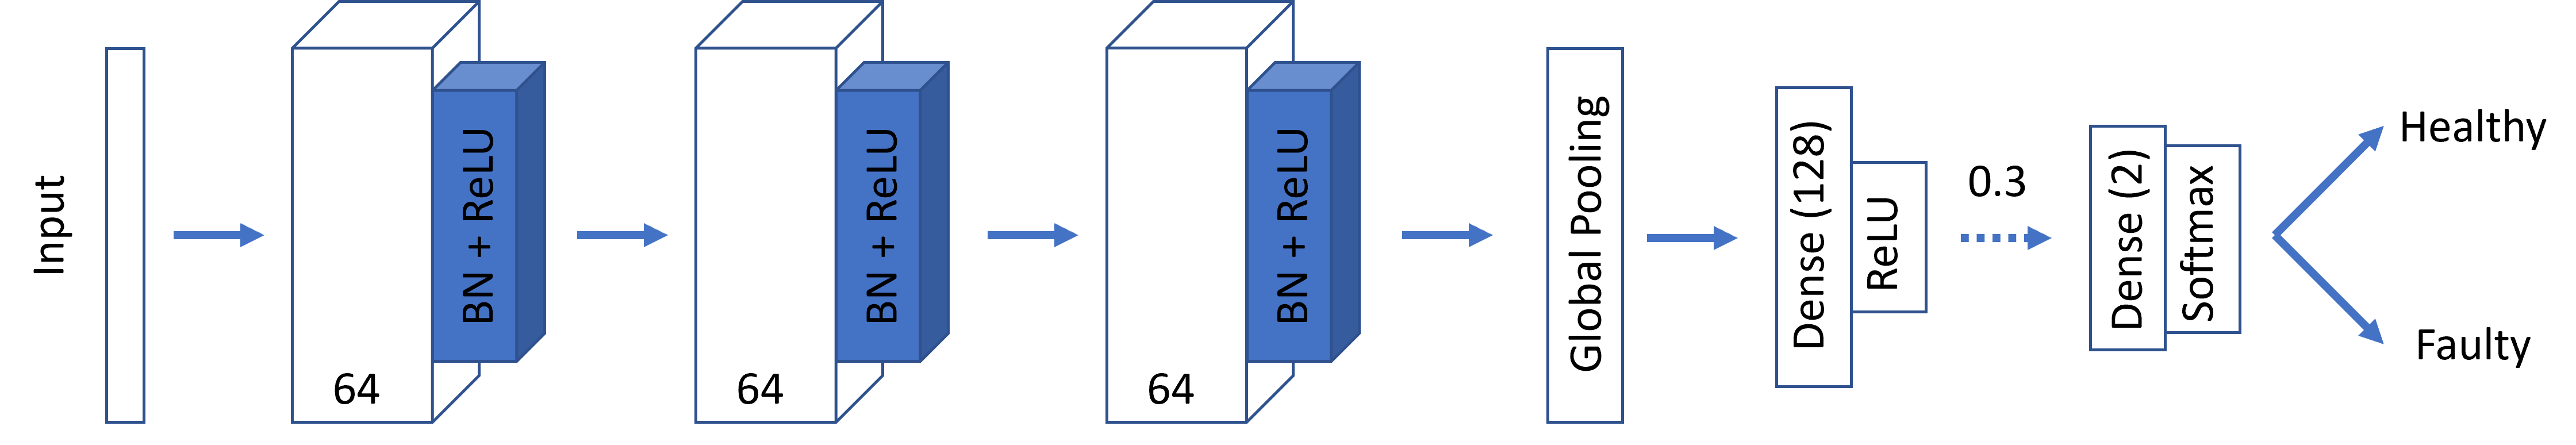 Input
64
BN + ReLU
64
BN + ReLU
64
BN + ReLU
Global Pooling
Dense (128)
ReLU
0.3
Dense (2)
Softmax
Healthy
Faulty